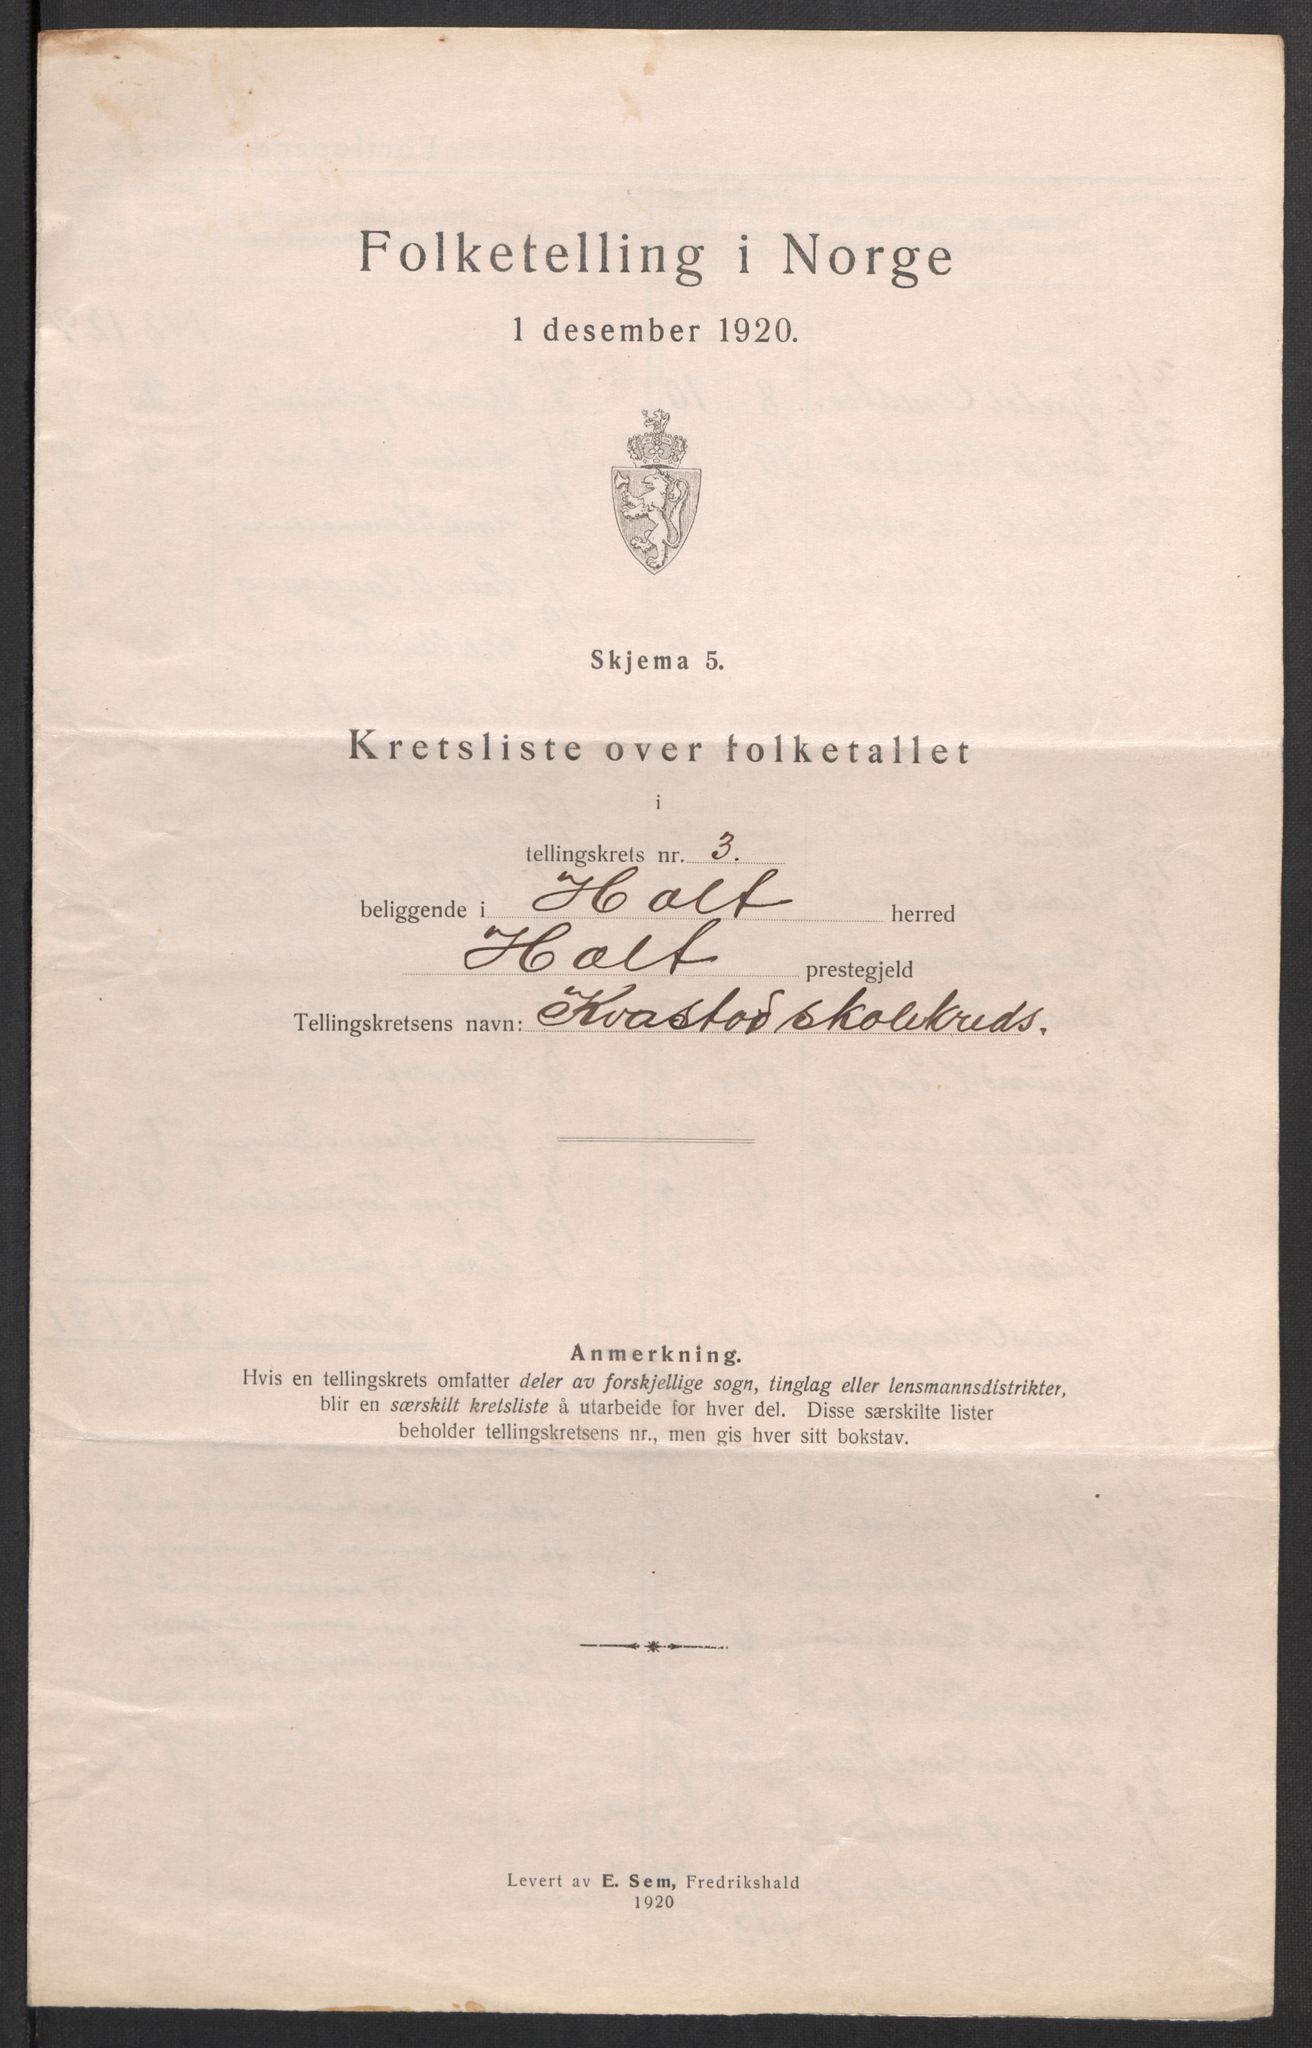 Folketelling i Norge
1 desember 1920.
Skjema 5.
Kretsliste over folketallet
i
tellingskrets nr. 3.
beliggende i Holt herred
Holt prestegjeld
Tellingskretsens navn: Kvastad skolekreds.
Anmerkning.
Hvis en tellingskrets omfatter deler av forskjellige sogn, tinglag eller lensmannsdistrikter,
blir en særskilt kretsliste å utarbeide for hver del. Disse særskilte lister
beholder tellingskretsens nr., men gis hver sitt bokstav.
Levert av E. Sem, Fredrikshald
1920